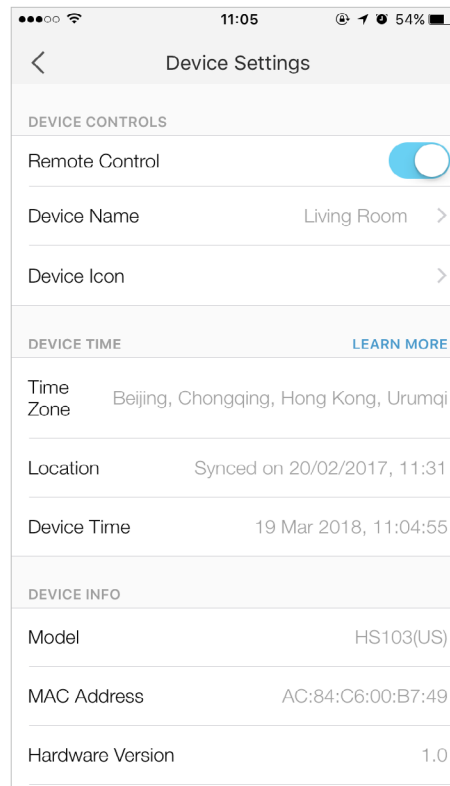 11:05 54%
Device Settings
DEVICE CONTROLS
Remote Control
Device Name Living Room
Device Icon
DEVICE TIME LEARN MORE
Time
Zone Beijing, Chongqing, Hong Kong, Urumqi
Location Synced on 20/02/2017, 11:31
Device Time 19 Mar 2018, 11:04:55
DEVICE INFO
Model HS103(US)
MAC Address AC:84:C6:00:B7:49
Hardware Version 1.0